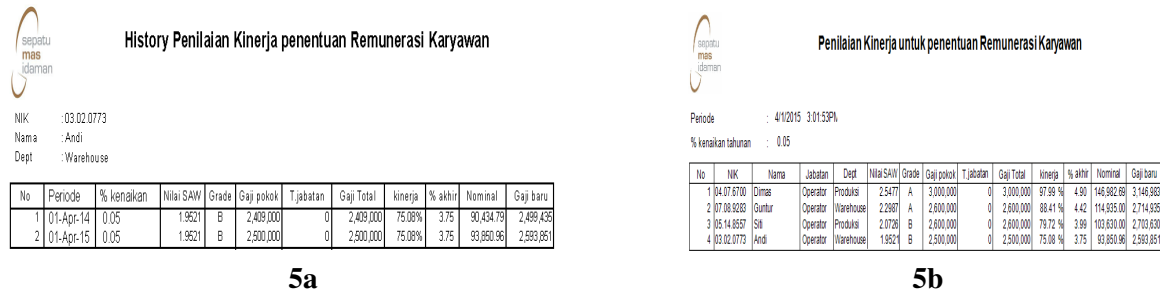 sepatu
mas
idaman
History Penilaian Kinerja penentuan Remunerasi Karyawan
NIK :03.02.0773
Nama :Andi
Dept :Warehouse
No Periode % kenaikan Nilai SAW Grade Gaji pokok T.jabatan Gaji Total kinerja % akhir Nominal Gaji baru
1 01-Apr-14 0.05 1.9521 B 2,409,000 0 2,409,000 75.08% 3.75 90,434.79 2,499,435
2 01-Apr-15 0.05 1.9521 B 2,500,000 0 2,500,000 75.08% 3.75 93,850.96 2,593,851
5a
sepatu
mas
idaman
Penilaian Kinerja untuk penentuan Remunerasi Karyawan
Periode : 4/1/2015 3:01:53PM
% kenaikan tahunan : 0.05
No NIK Nama Jabatan Dept Nilai SAW Grade Gaji pokok T.jabatan Gaji Total kinerja % akhir Nominal Gaji baru
1 04.07.6700 Dimas Operator Produksi 2.5477 A 3,000,000 0 3,000,000 97.99 % 4.90 146,982.69 3,146,983
2 07.08.9283 Guntur Operator Warehouse 2.2987 A 2,600,000 0 2,600,000 88.41 % 4.42 114,935.00 2,714,935
3 05.14.8557 Siti Operator Produksi 2.0726 B 2,600,000 0 2,600,000 79.72 % 3.99 103,630.00 2,703,630
4 03.02.0773 Andi Operator Warehouse 1.9521 B 2,500,000 0 2,500,000 75.08 % 3.75 93,850.96 2,593,851
5b